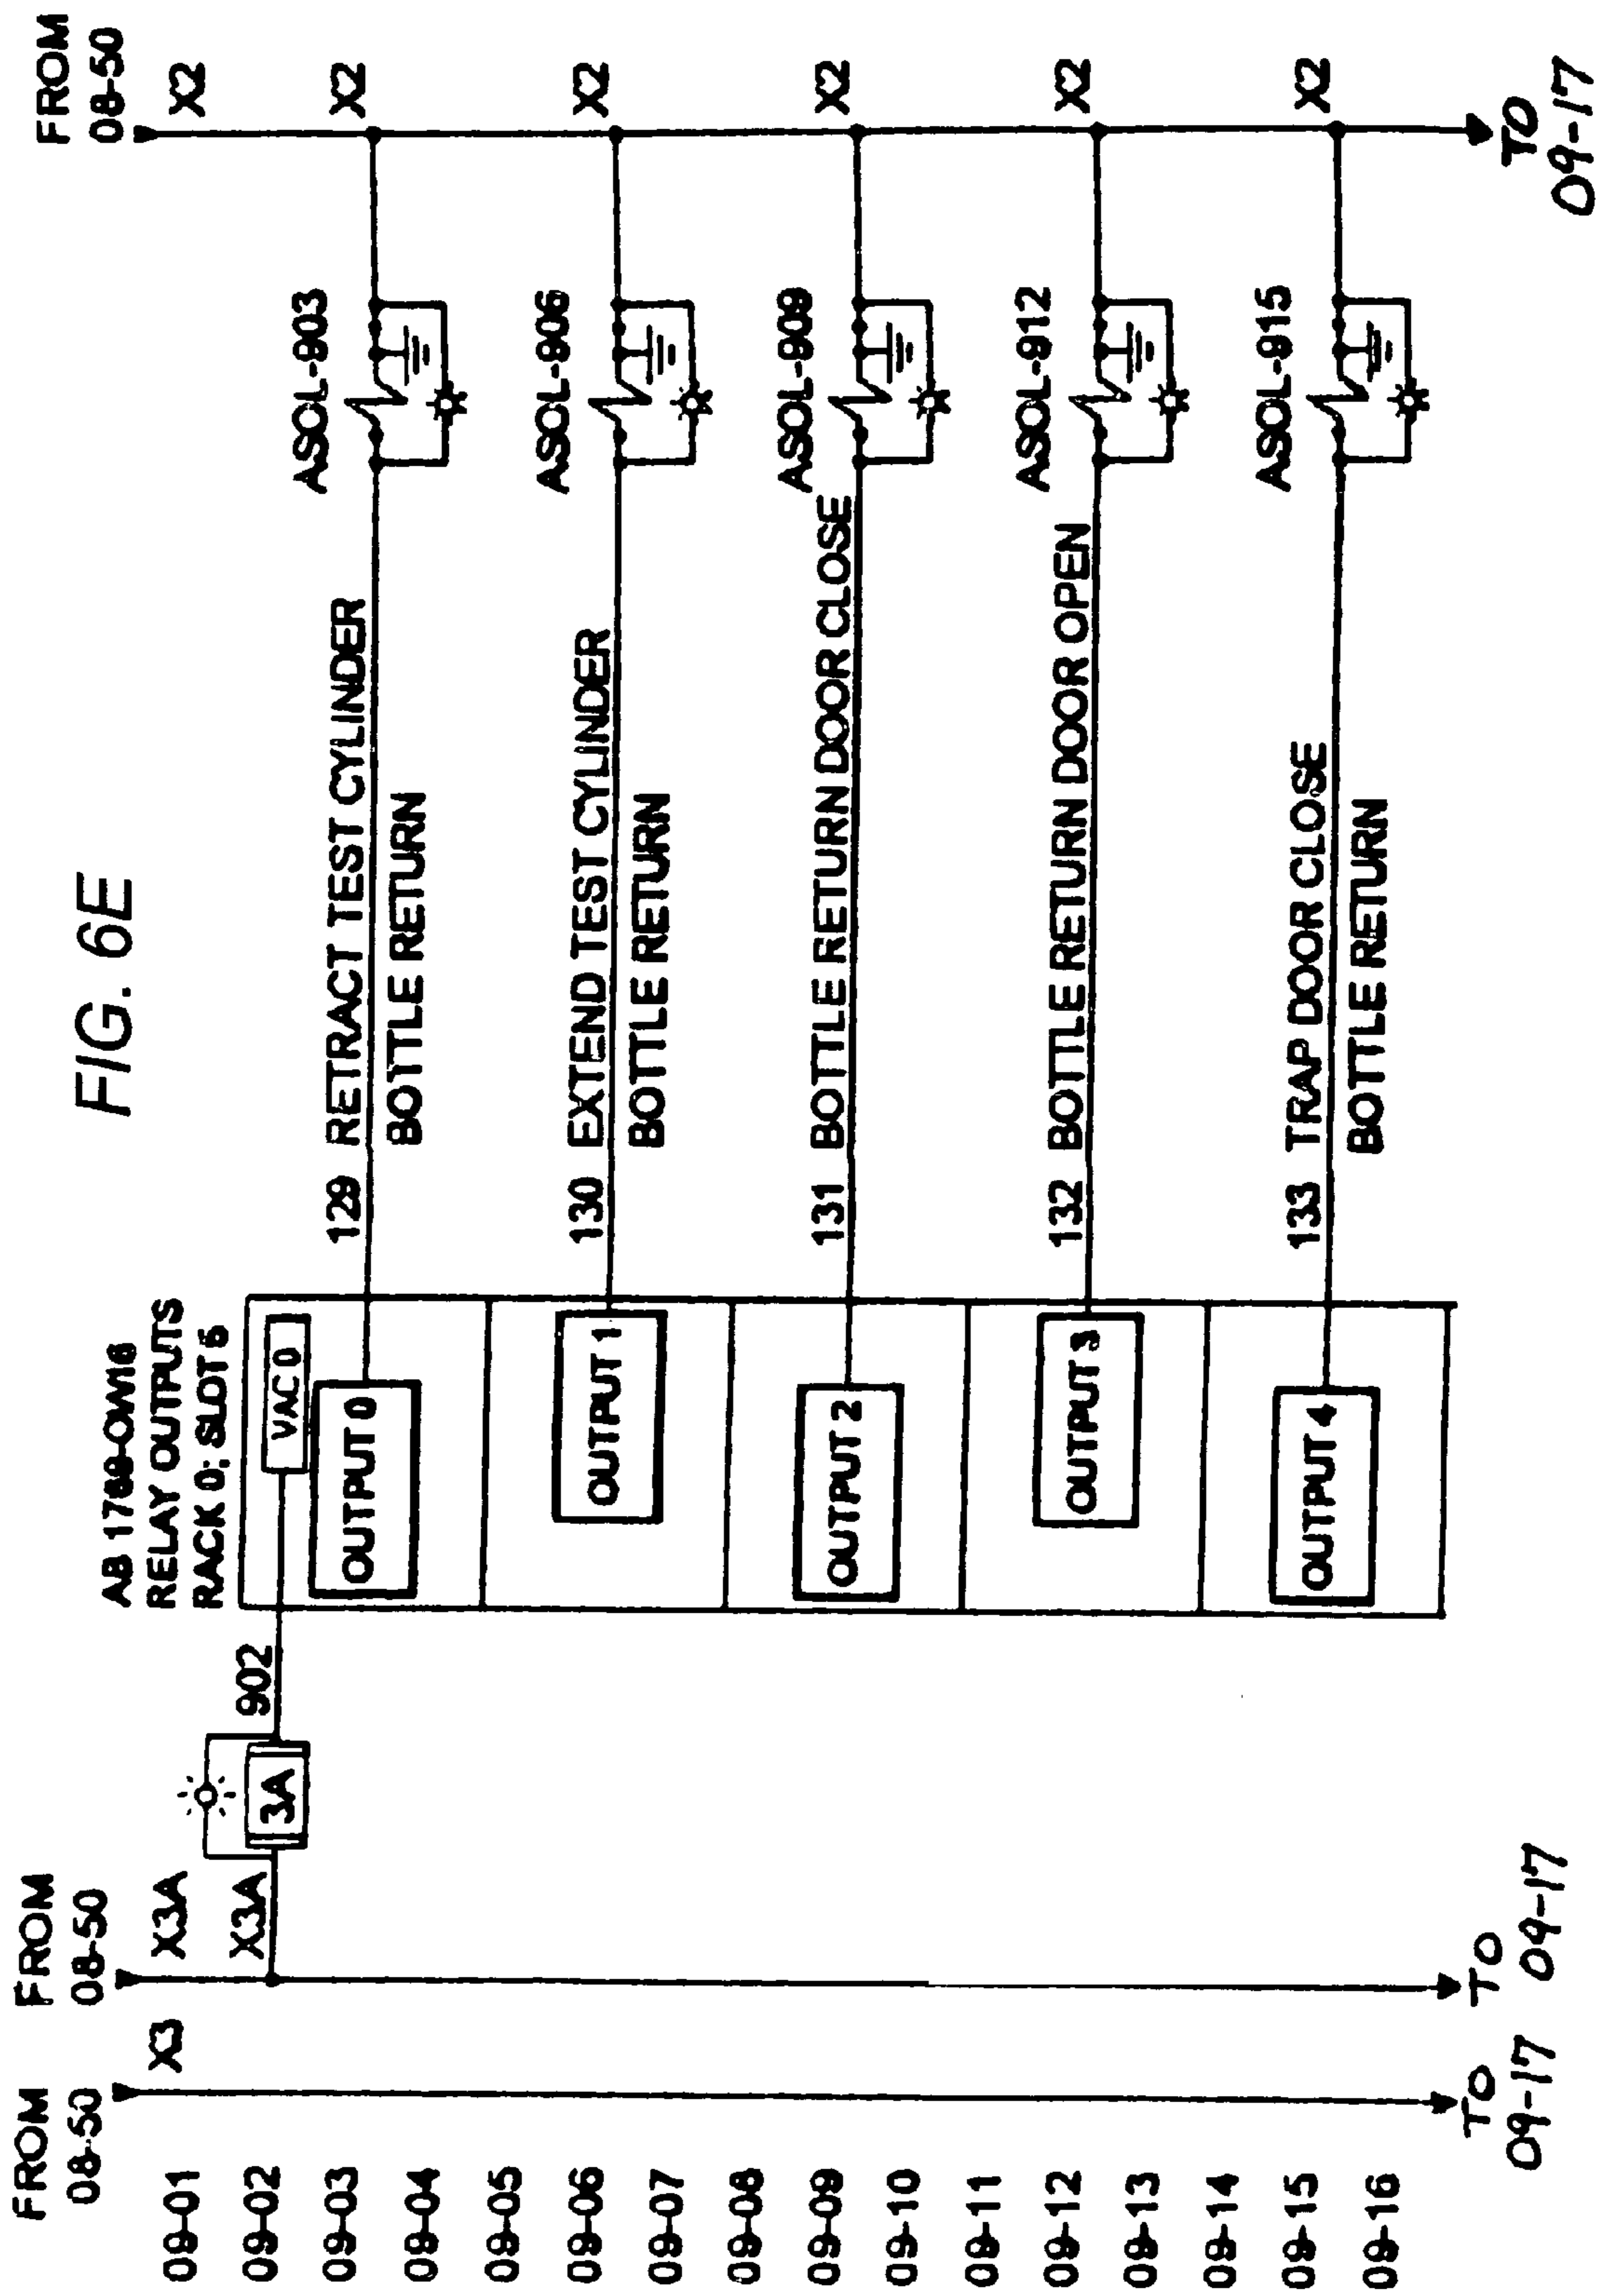 FIG. 6E
FROM
08-50
FROM
08-50
FROM
08-50
X3
X3A
X2
09-01
09-02
X3A
3A
902
AB 1769-OW16
RELAY OUTPUTS
RACK 0; SLOT 5
VAC 0
09-03
OUTPUT 0
129 RETRACT TEST CYLINDER
BOTTLE RETURN
ASOL-903
X2
09-04
09-05
09-06
OUTPUT 1
130 EXTEND TEST CYLINDER
BOTTLE RETURN
ASOL-906
X2
09-07
09-08
09-09
OUTPUT 2
131 BOTTLE RETURN DOOR CLOSE
ASOL-909
X2
09-10
09-11
09-12
OUTPUT 3
132 BOTTLE RETURN DOOR OPEN
ASOL-912
X2
09-13
09-14
09-15
OUTPUT 4
133 TRAP DOOR CLOSE
BOTTLE RETURN
ASOL-915
X2
09-16
TO
09-17
TO
09-17
TO
09-17